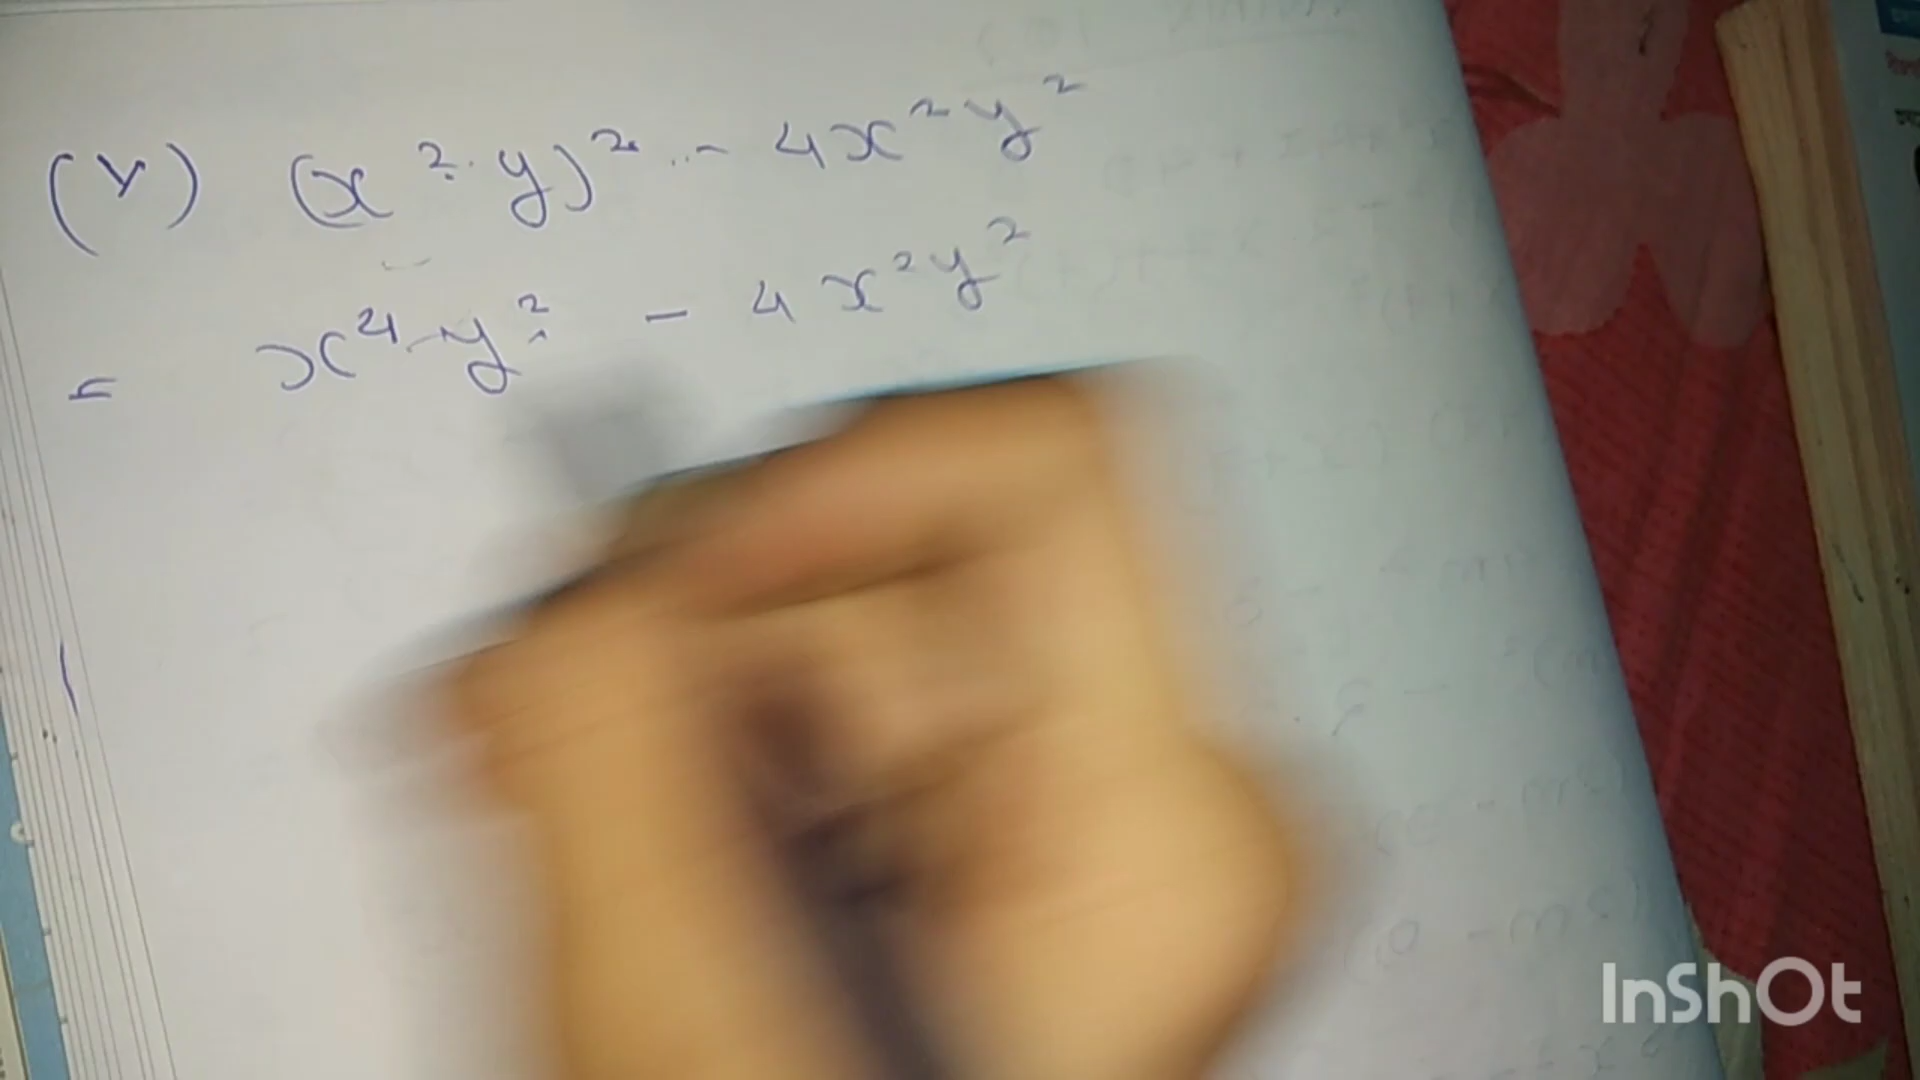 (v) (x² y)² - 4x²y²
= x⁴ y² - 4x²y²
InShOt